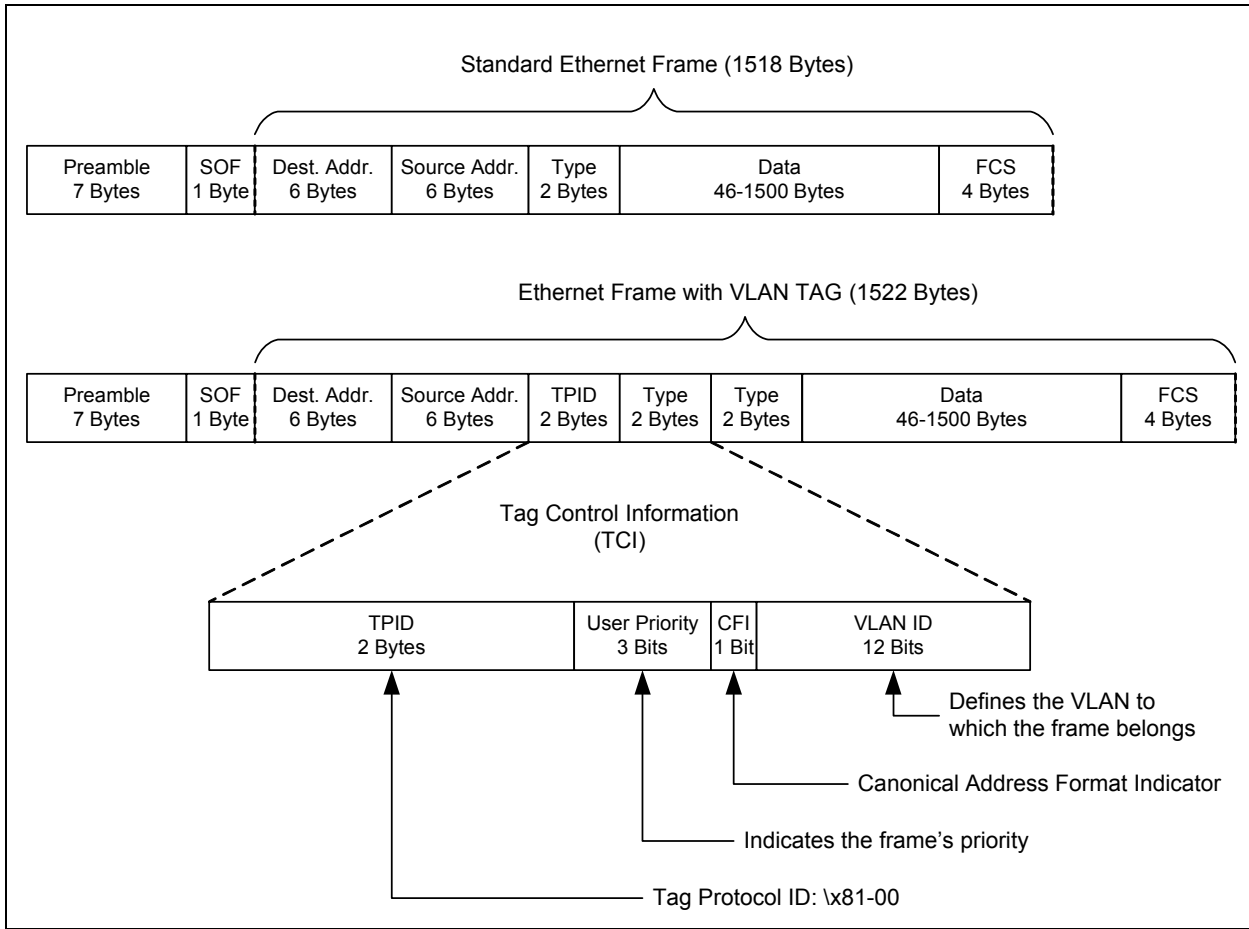 Standard Ethernet Frame (1518 Bytes)
Preamble
7 Bytes
SOF
1 Byte
Dest. Addr.
6 Bytes
Source Addr.
6 Bytes
Type
2 Bytes
Data
46-1500 Bytes
FCS
4 Bytes
Ethernet Frame with VLAN TAG (1522 Bytes)
Preamble
7 Bytes
SOF
1 Byte
Dest. Addr.
6 Bytes
Source Addr.
6 Bytes
TPID
2 Bytes
Type
2 Bytes
Type
2 Bytes
Data
46-1500 Bytes
FCS
4 Bytes
Tag Control Information
(TCI)
TPID
2 Bytes
User Priority
3 Bits
CFI
1 Bit
VLAN ID
12 Bits
Defines the VLAN to
which the frame belongs
Canonical Address Format Indicator
Indicates the frame's priority
Tag Protocol ID: \x81-00